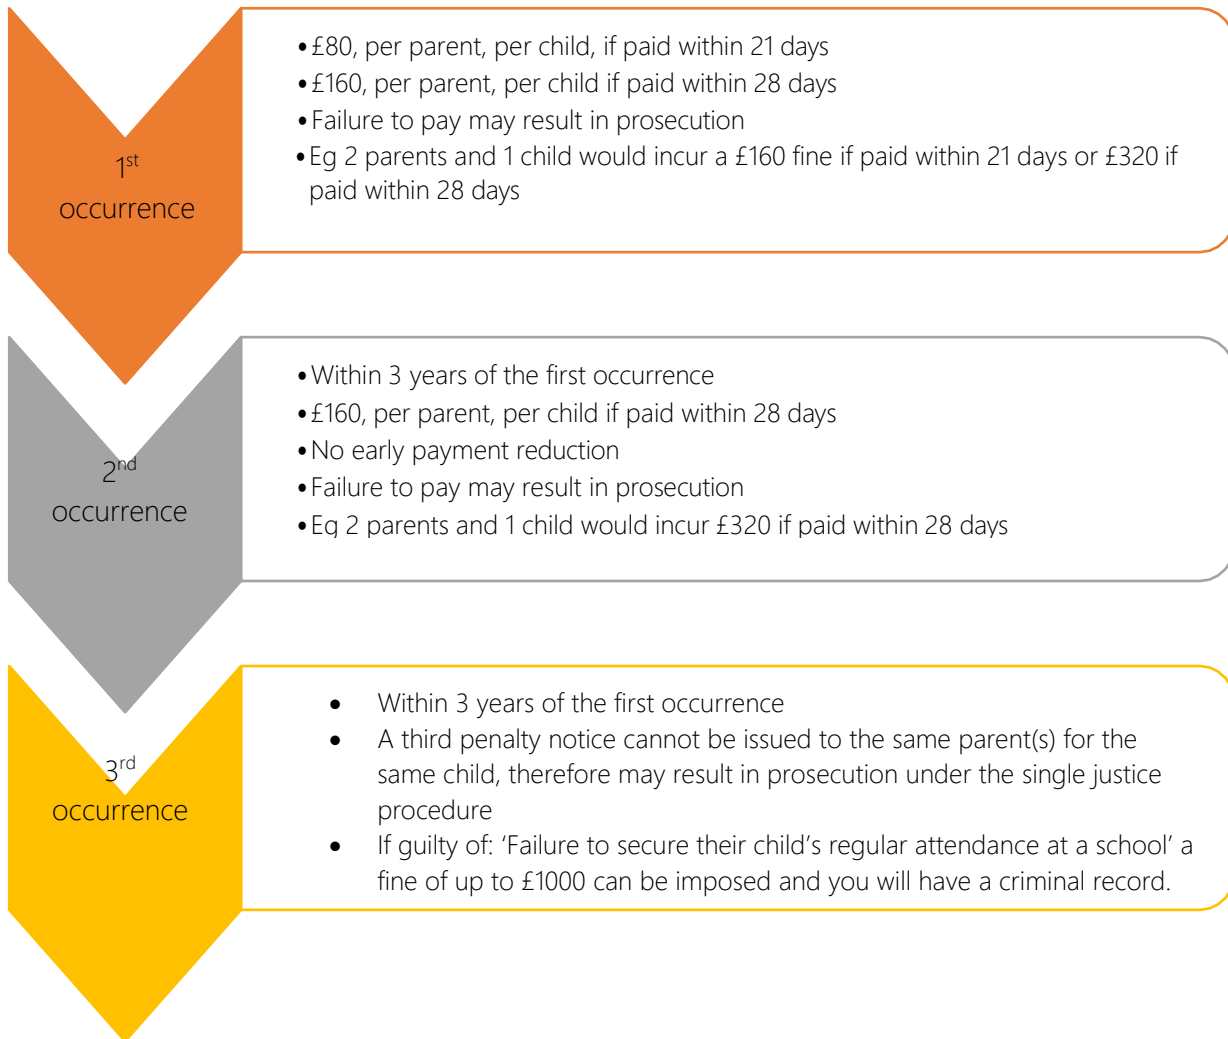 1st
occurrence
•£80, per parent, per child, if paid within 21 days
•£160, per parent, per child if paid within 28 days
•Failure to pay may result in prosecution
•Eg 2 parents and 1 child would incur a £160 fine if paid within 21 days or £320 if
paid within 28 days
2nd
occurrence
•Within 3 years of the first occurrence
•£160, per parent, per child if paid within 28 days
•No early payment reduction
•Failure to pay may result in prosecution
•Eg 2 parents and 1 child would incur £320 if paid within 28 days
3rd
occurrence
• Within 3 years of the first occurrence
• A third penalty notice cannot be issued to the same parent(s) for the
same child, therefore may result in prosecution under the single justice
procedure
• If guilty of: ‘Failure to secure their child’s regular attendance at a school’ a
fine of up to £1000 can be imposed and you will have a criminal record.